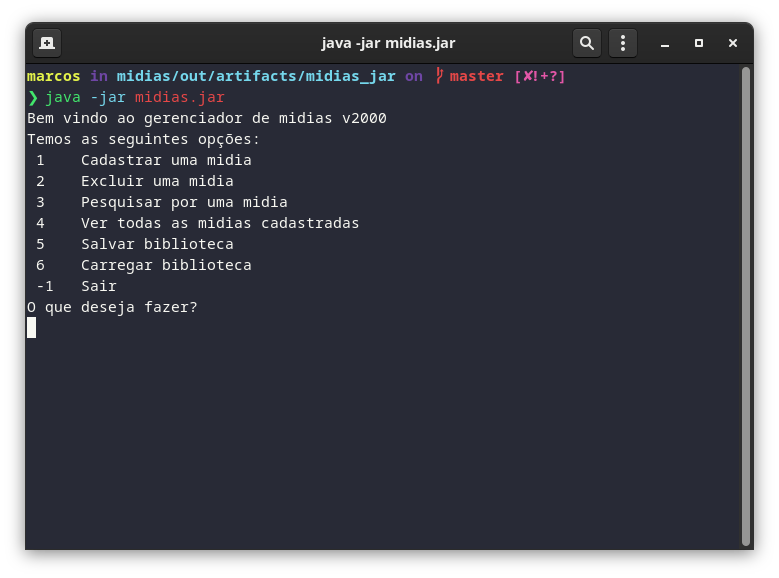 java -jar midias.jar
marcos in midias/out/artifacts/midias_jar on master [✘!+?]
❯ java -jar midias.jar
Bem vindo ao gerenciador de midias v2000
Temos as seguintes opções:
1 Cadastrar uma midia
2 Excluir uma midia
3 Pesquisar por uma midia
4 Ver todas as midias cadastradas
5 Salvar biblioteca
6 Carregar biblioteca
-1 Sair
O que deseja fazer?